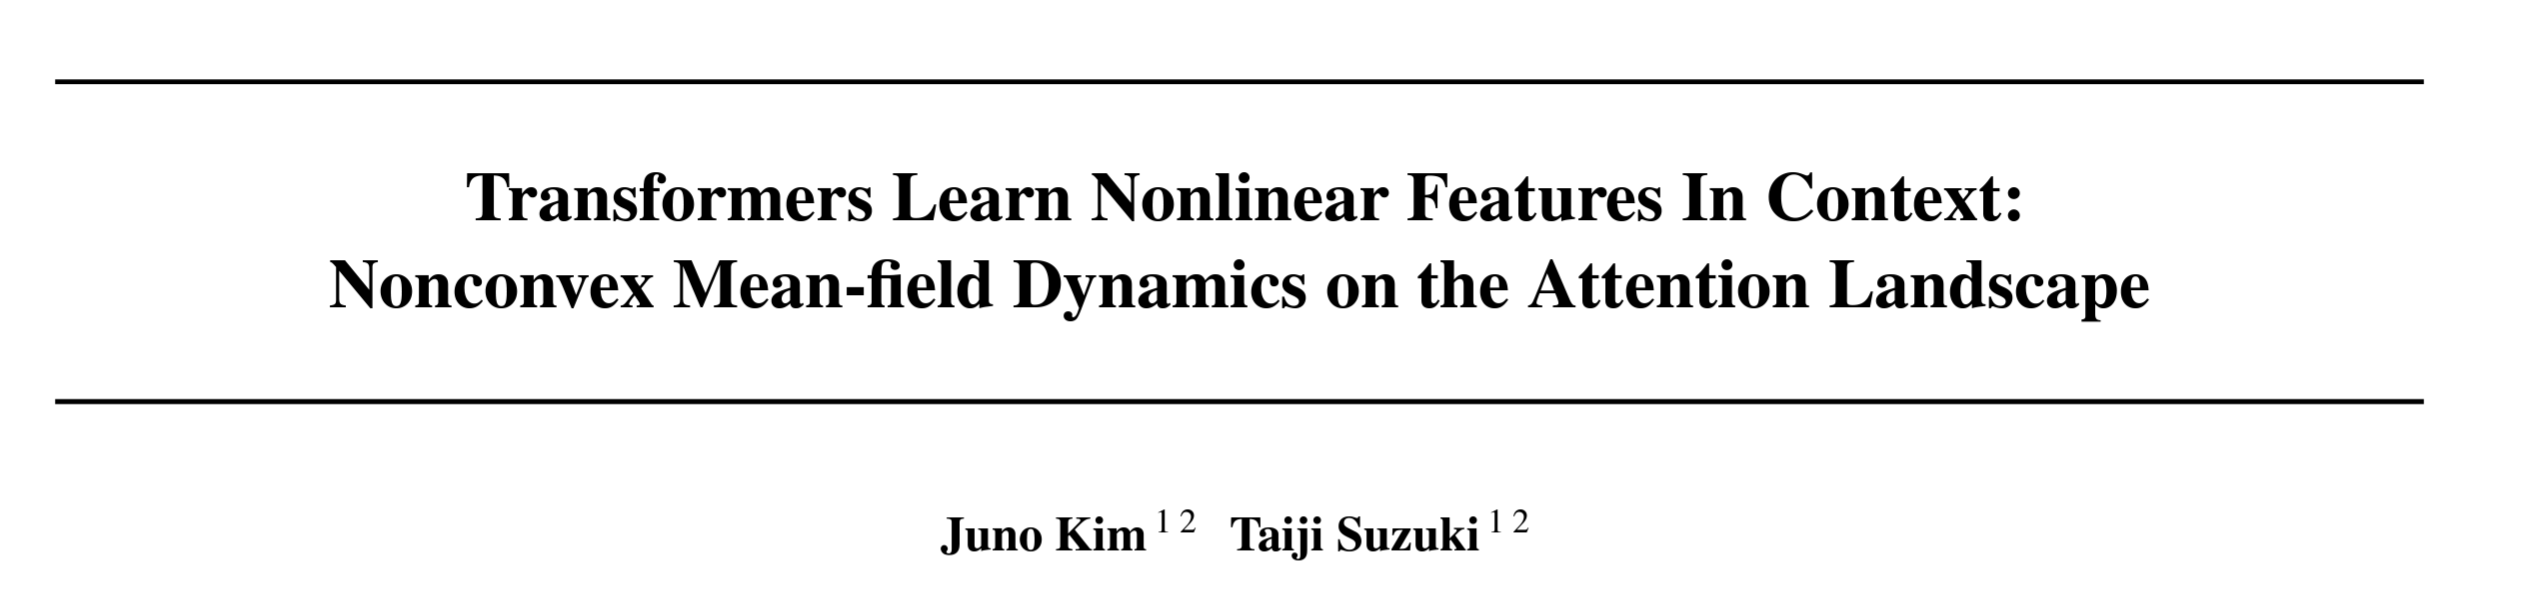 Transformers Learn Nonlinear Features In Context:
Nonconvex Mean-field Dynamics on the Attention Landscape
Juno Kim 1 2 Taiji Suzuki 1 2